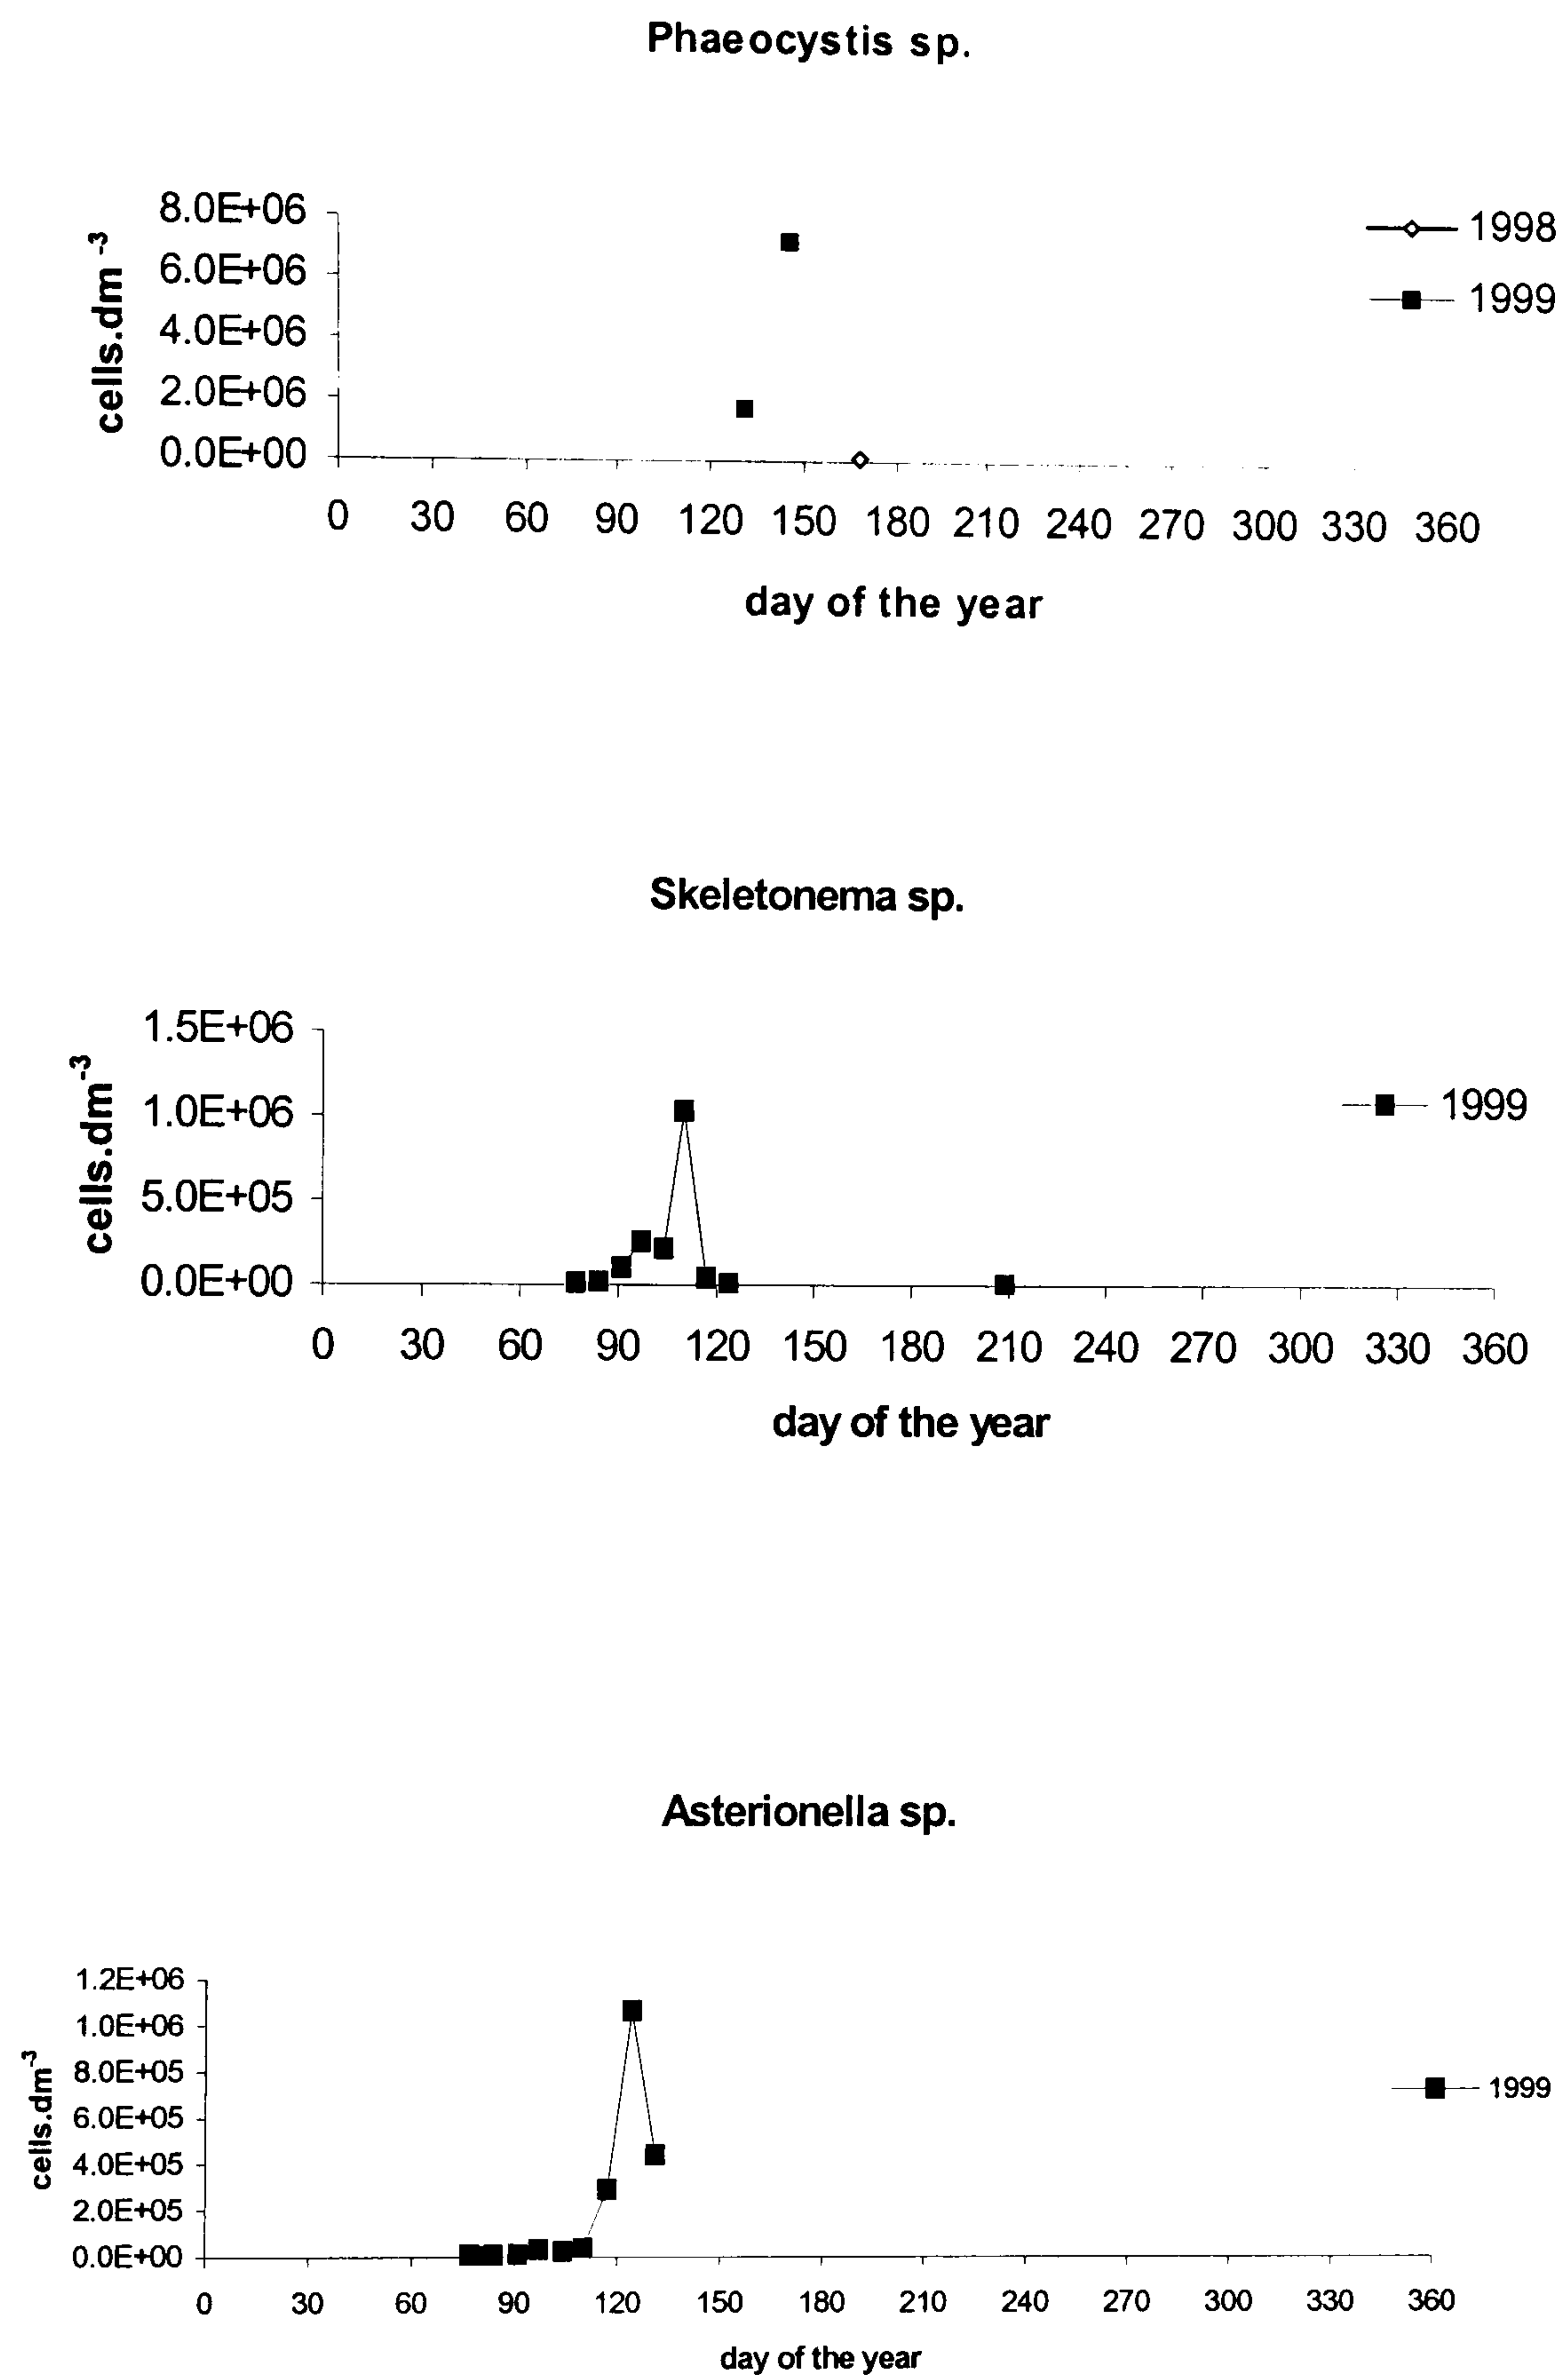 Phaeocystis sp.
8.0E+06
6.0E+06
4.0E+06
2.0E+06
0.0E+00
cells.dm-3
1998
1999
0 30 60 90 120 150 180 210 240 270 300 330 360
day of the year
Skeletonema sp.
1.5E+06
1.0E+06
5.0E+05
0.0E+00
cells.dm-3
1999
0 30 60 90 120 150 180 210 240 270 300 330 360
day of the year
Asterionella sp.
1.2E+06
1.0E+06
8.0E+05
6.0E+05
4.0E+05
2.0E+05
0.0E+00
cells.dm-3
1999
0 30 60 90 120 150 180 210 240 270 300 330 360
day of the year